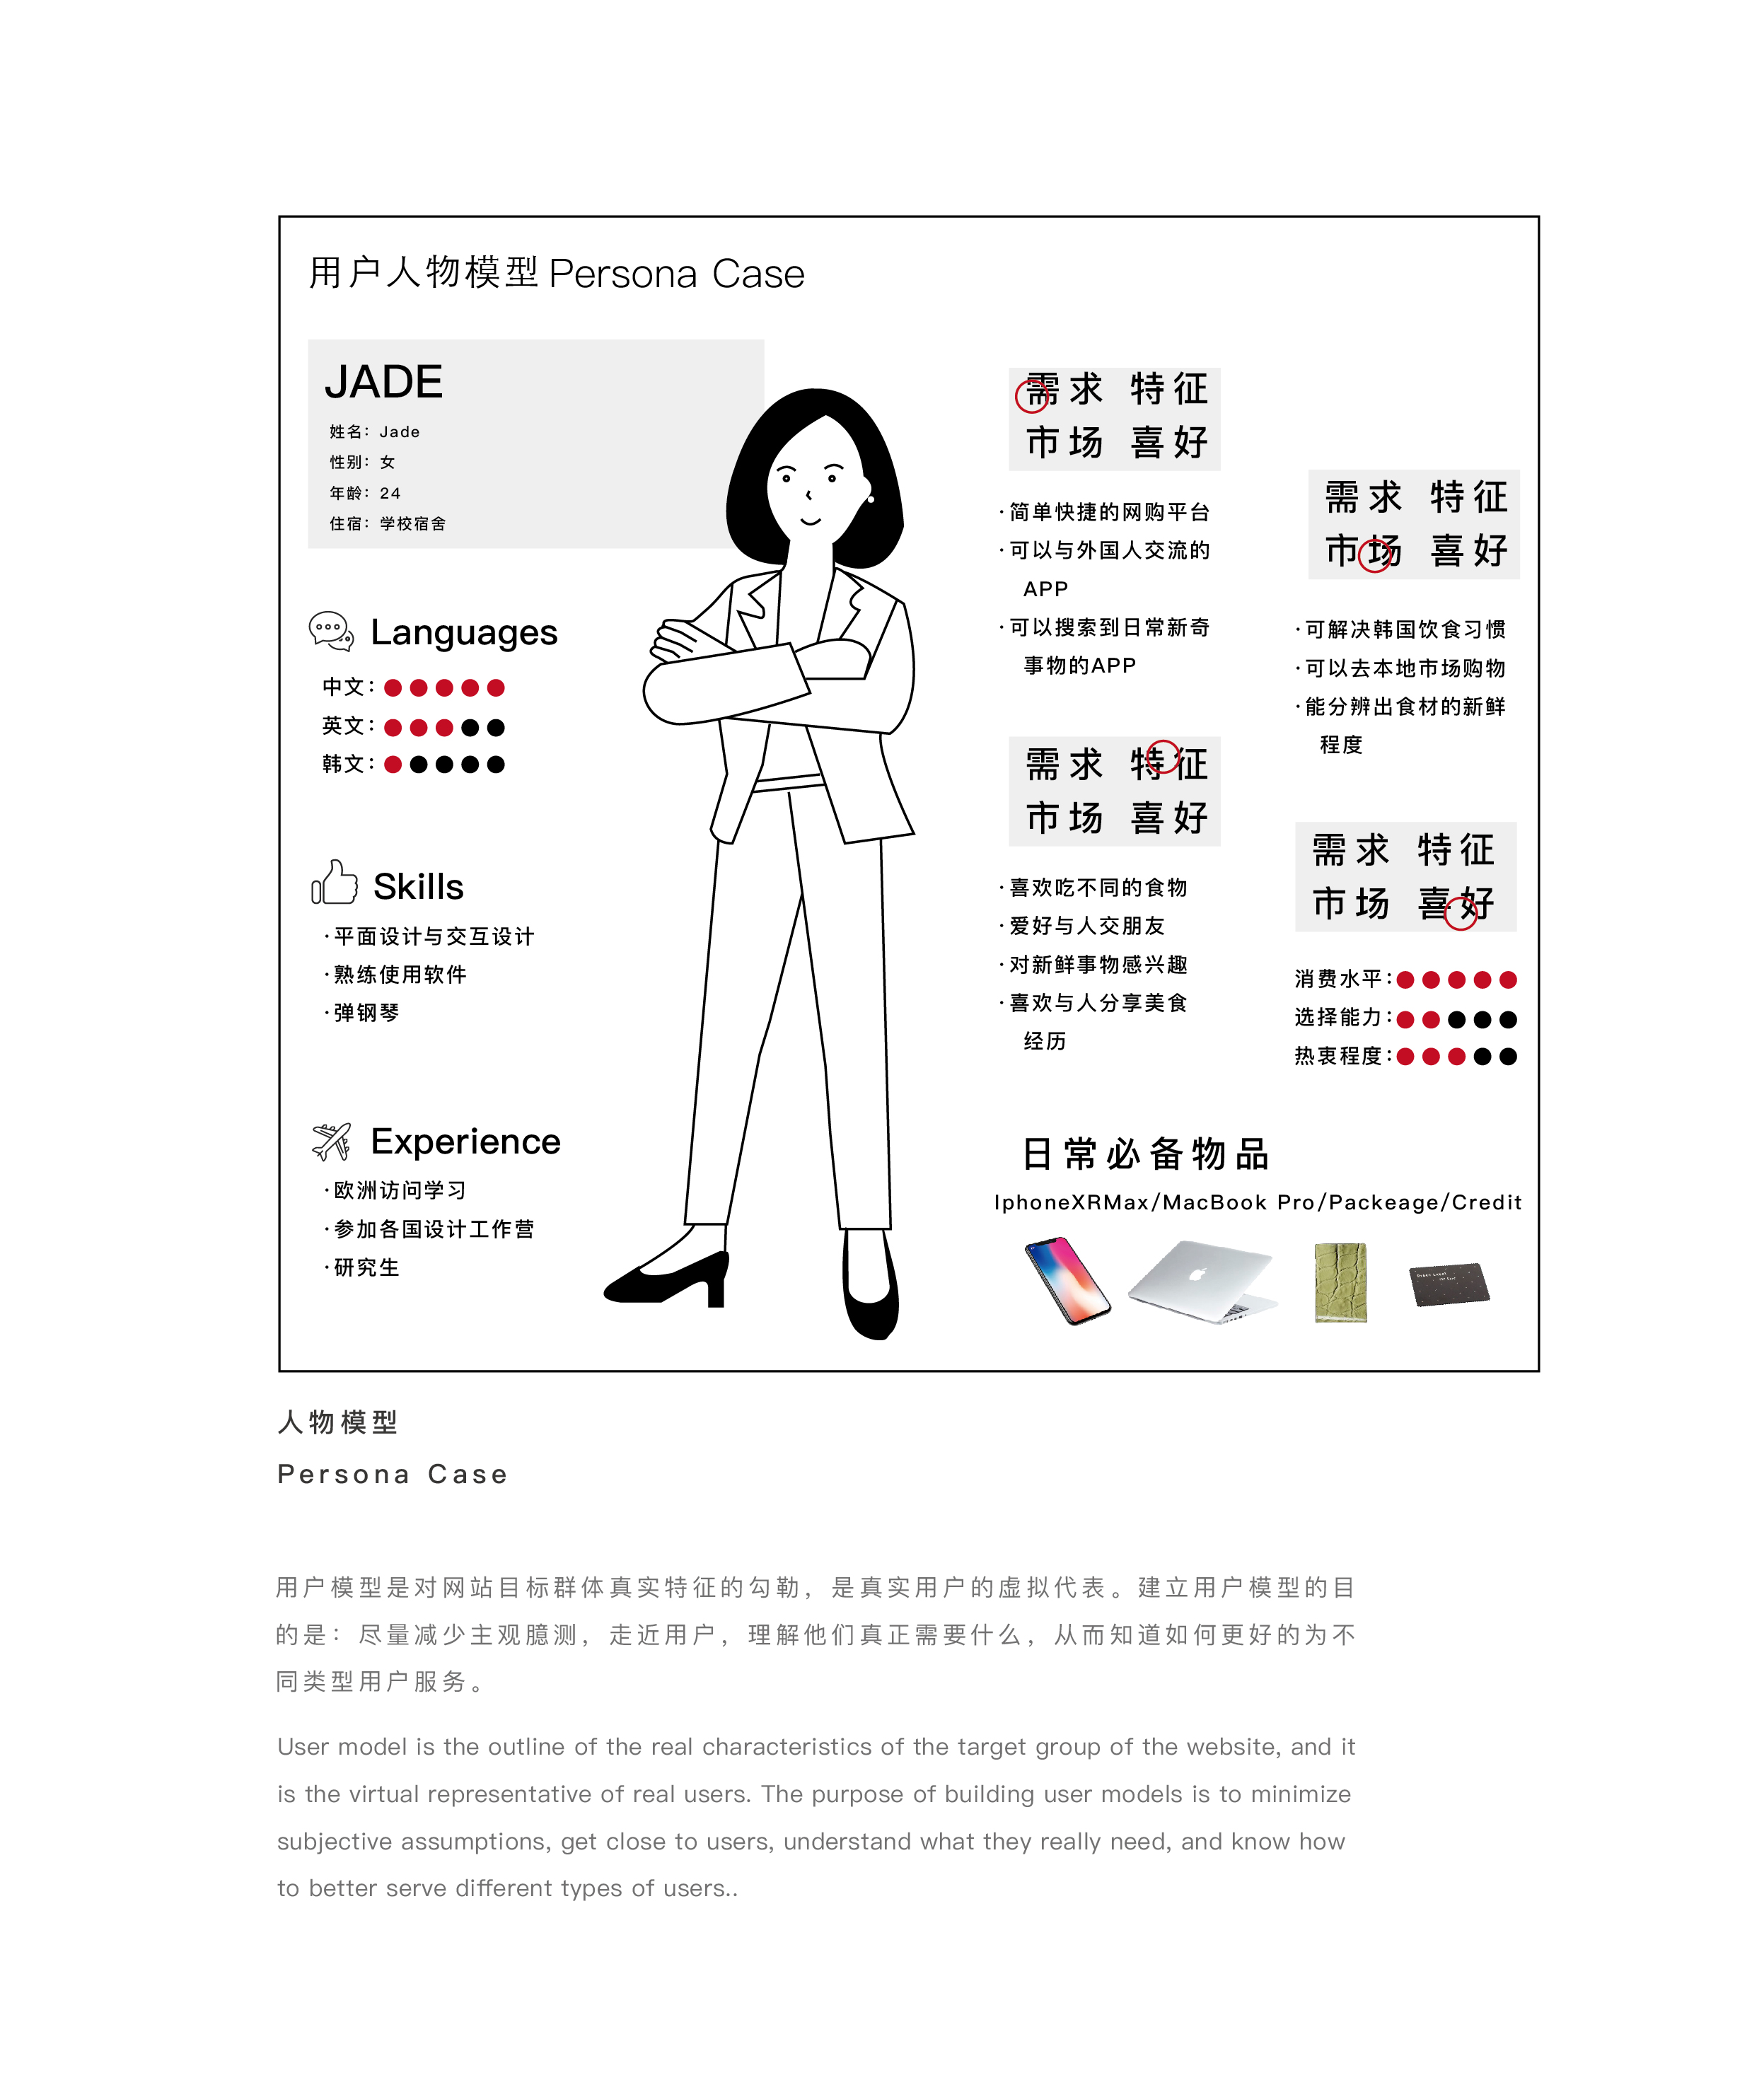 用户人物模型 Persona Case
JADE
姓名：Jade
性别：女
年龄：24
住宿：学校宿舍
Languages
中文：
英文：
韩文：
Skills
·平面设计与交互设计
·熟练使用软件
·弹钢琴
Experience
·欧洲访问学习
·参加各国设计工作营
·研究生
需求 特征
市场 喜好
·简单快捷的网购平台
·可以与外国人交流的
APP
·可以搜索到日常新奇
事物的APP
需求 特征
市场 喜好
·可解决韩国饮食习惯
·可以去本地市场购物
·能分辨出食材的新鲜
程度
需求 特征
市场 喜好
·喜欢吃不同的食物
·爱好与人交朋友
·对新鲜事物感兴趣
·喜欢与人分享美食
经历
需求 特征
市场 喜好
消费水平：
选择能力：
热衷程度：
日常必备物品
IphoneXRMax/MacBook Pro/Packeage/Credit
人物模型
Persona Case
用户模型是对网站目标群体真实特征的勾勒，是真实用户的虚拟代表。建立用户模型的目
的是：尽量减少主观臆测，走近用户，理解他们真正需要什么，从而知道如何更好的为不
同类型用户服务。
User model is the outline of the real characteristics of the target group of the website, and it
is the virtual representative of real users. The purpose of building user models is to minimize
subjective assumptions, get close to users, understand what they really need, and know how
to better serve different types of users..